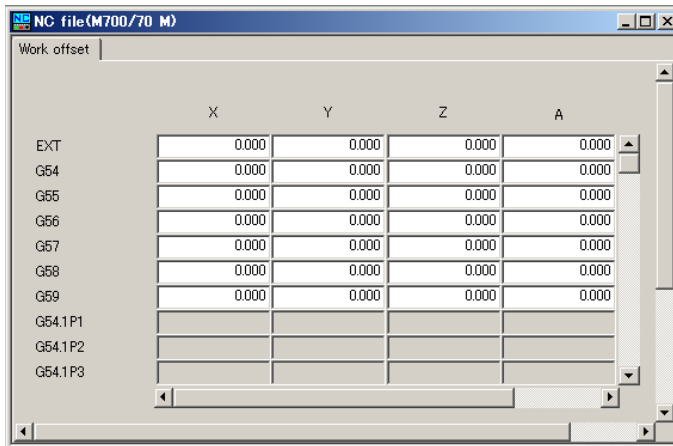 NC file(M700/70 M)
Work offset
X Y Z A
EXT 0.000 0.000 0.000 0.000
G54 0.000 0.000 0.000 0.000
G55 0.000 0.000 0.000 0.000
G56 0.000 0.000 0.000 0.000
G57 0.000 0.000 0.000 0.000
G58 0.000 0.000 0.000 0.000
G59 0.000 0.000 0.000 0.000
G54.1P1
G54.1P2
G54.1P3